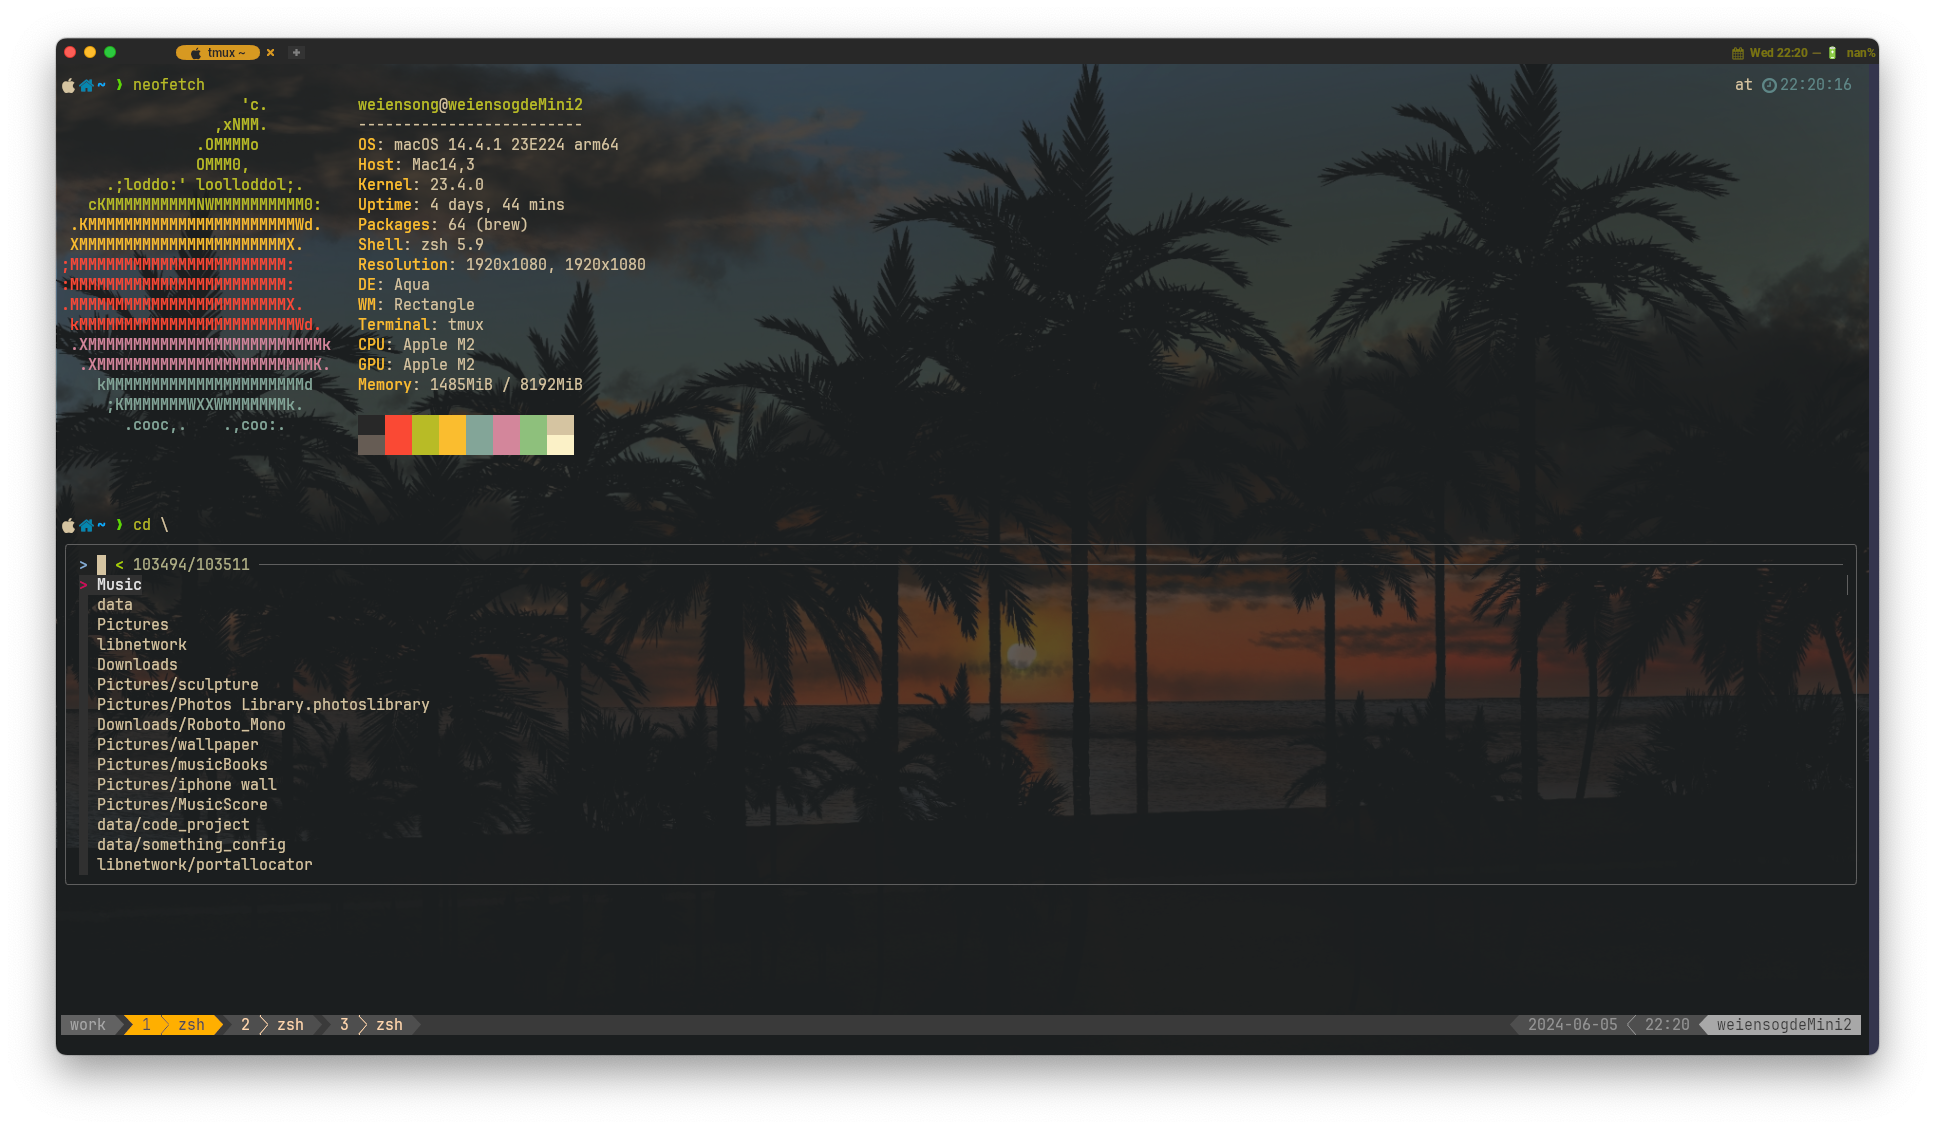 tmux ~ × +
Wed 22:20 — nan%
~ ❯ neofetch
at 22:20:16
'c.
,xNMM.
.OMMMMo
OMMM0,
.;loddo:' loolloddol;.
cKMMMMMMMMMMNWMMMMMMMMMM0:
.KMMMMMMMMMMMMMMMMMMMMMMMWd.
XMMMMMMMMMMMMMMMMMMMMMMMX.
;MMMMMMMMMMMMMMMMMMMMMMMM:
:MMMMMMMMMMMMMMMMMMMMMMMM:
.MMMMMMMMMMMMMMMMMMMMMMMMX.
kMMMMMMMMMMMMMMMMMMMMMMMMWd.
.XMMMMMMMMMMMMMMMMMMMMMMMMMMk
.XMMMMMMMMMMMMMMMMMMMMMMMMK.
kMMMMMMMMMMMMMMMMMMMMMMd
;KMMMMMMMWXXWMMMMMMMk.
.cooc,. .,coo:.
weiensong@weiensogdeMini2
-------------------------
OS: macOS 14.4.1 23E224 arm64
Host: Mac14,3
Kernel: 23.4.0
Uptime: 4 days, 44 mins
Packages: 64 (brew)
Shell: zsh 5.9
Resolution: 1920x1080, 1920x1080
DE: Aqua
WM: Rectangle
Terminal: tmux
CPU: Apple M2
GPU: Apple M2
Memory: 1485MiB / 8192MiB
~ ❯ cd \
> < 103494/103511
> Music
data
Pictures
libnetwork
Downloads
Pictures/sculpture
Pictures/Photos Library.photoslibrary
Downloads/Roboto_Mono
Pictures/wallpaper
Pictures/musicBooks
Pictures/iphone wall
Pictures/MusicScore
data/code_project
data/something_config
libnetwork/portallocator
work 1 zsh 2 zsh 3 zsh
2024-06-05 22:20 weiensogdeMini2